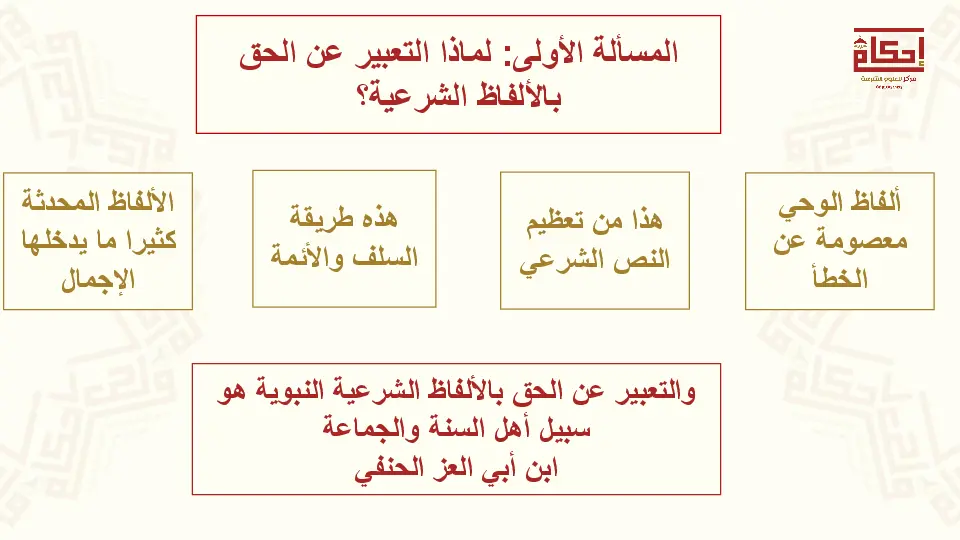 المسألة الأولى: لماذا التعبير عن الحق
بالألفاظ الشرعية؟
إحكام
مركز للعلوم الشرعية
ألفاظ الوحي
معصومة عن
الخطأ
هذا من تعظيم
النص الشرعي
هذه طريقة
السلف والأئمة
الألفاظ المحدثة
كثيرا ما يدخلها
الإجمال
والتعبير عن الحق بالألفاظ الشرعية النبوية هو
سبيل أهل السنة والجماعة
ابن أبي العز الحنفي